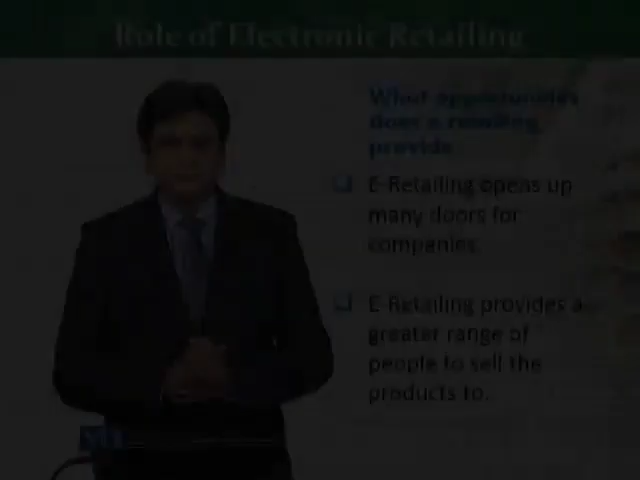 Role of Electronic Retailing
What opportunities
does e retailing
provide
E-Retailing opens up
many doors for
companies.
E-Retailing provides a
greater range of
people to sell the
products to.